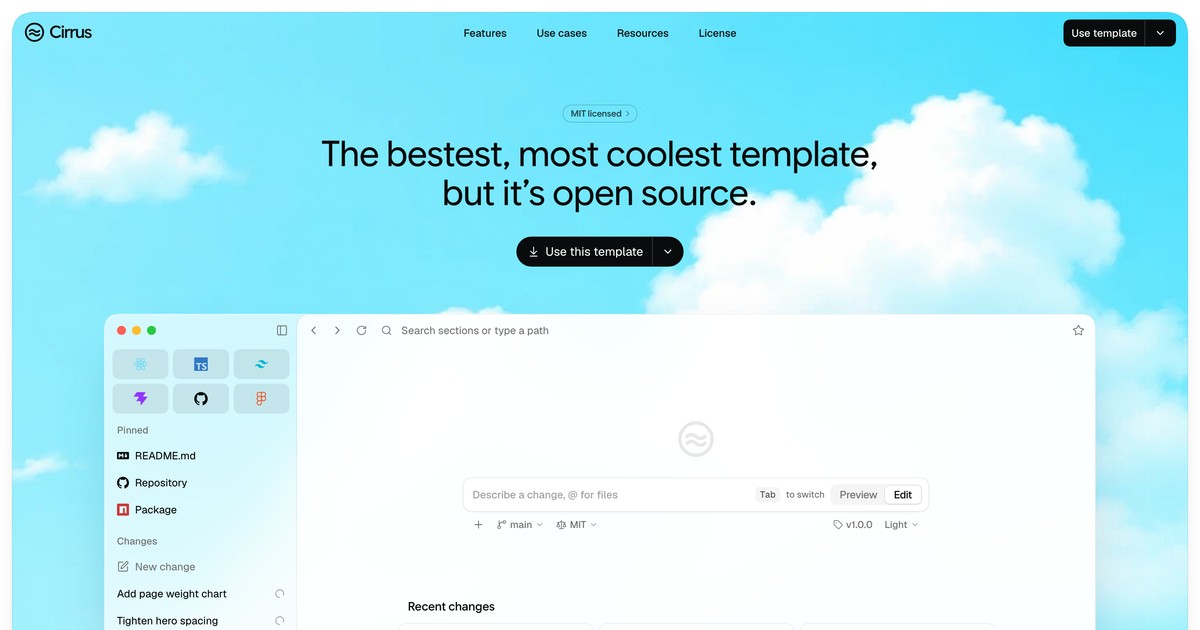 Cirrus
Features
Use cases
Resources
License
Use template
MIT licensed
The bestest, most coolest template,
but it’s open source.
Use this template
Search sections or type a path
TS
Pinned
README.md
Repository
Package
Changes
New change
Add page weight chart
Tighten hero spacing
Describe a change, @ for files
Tab to switch
Preview
Edit
main
MIT
v1.0.0
Light
Recent changes